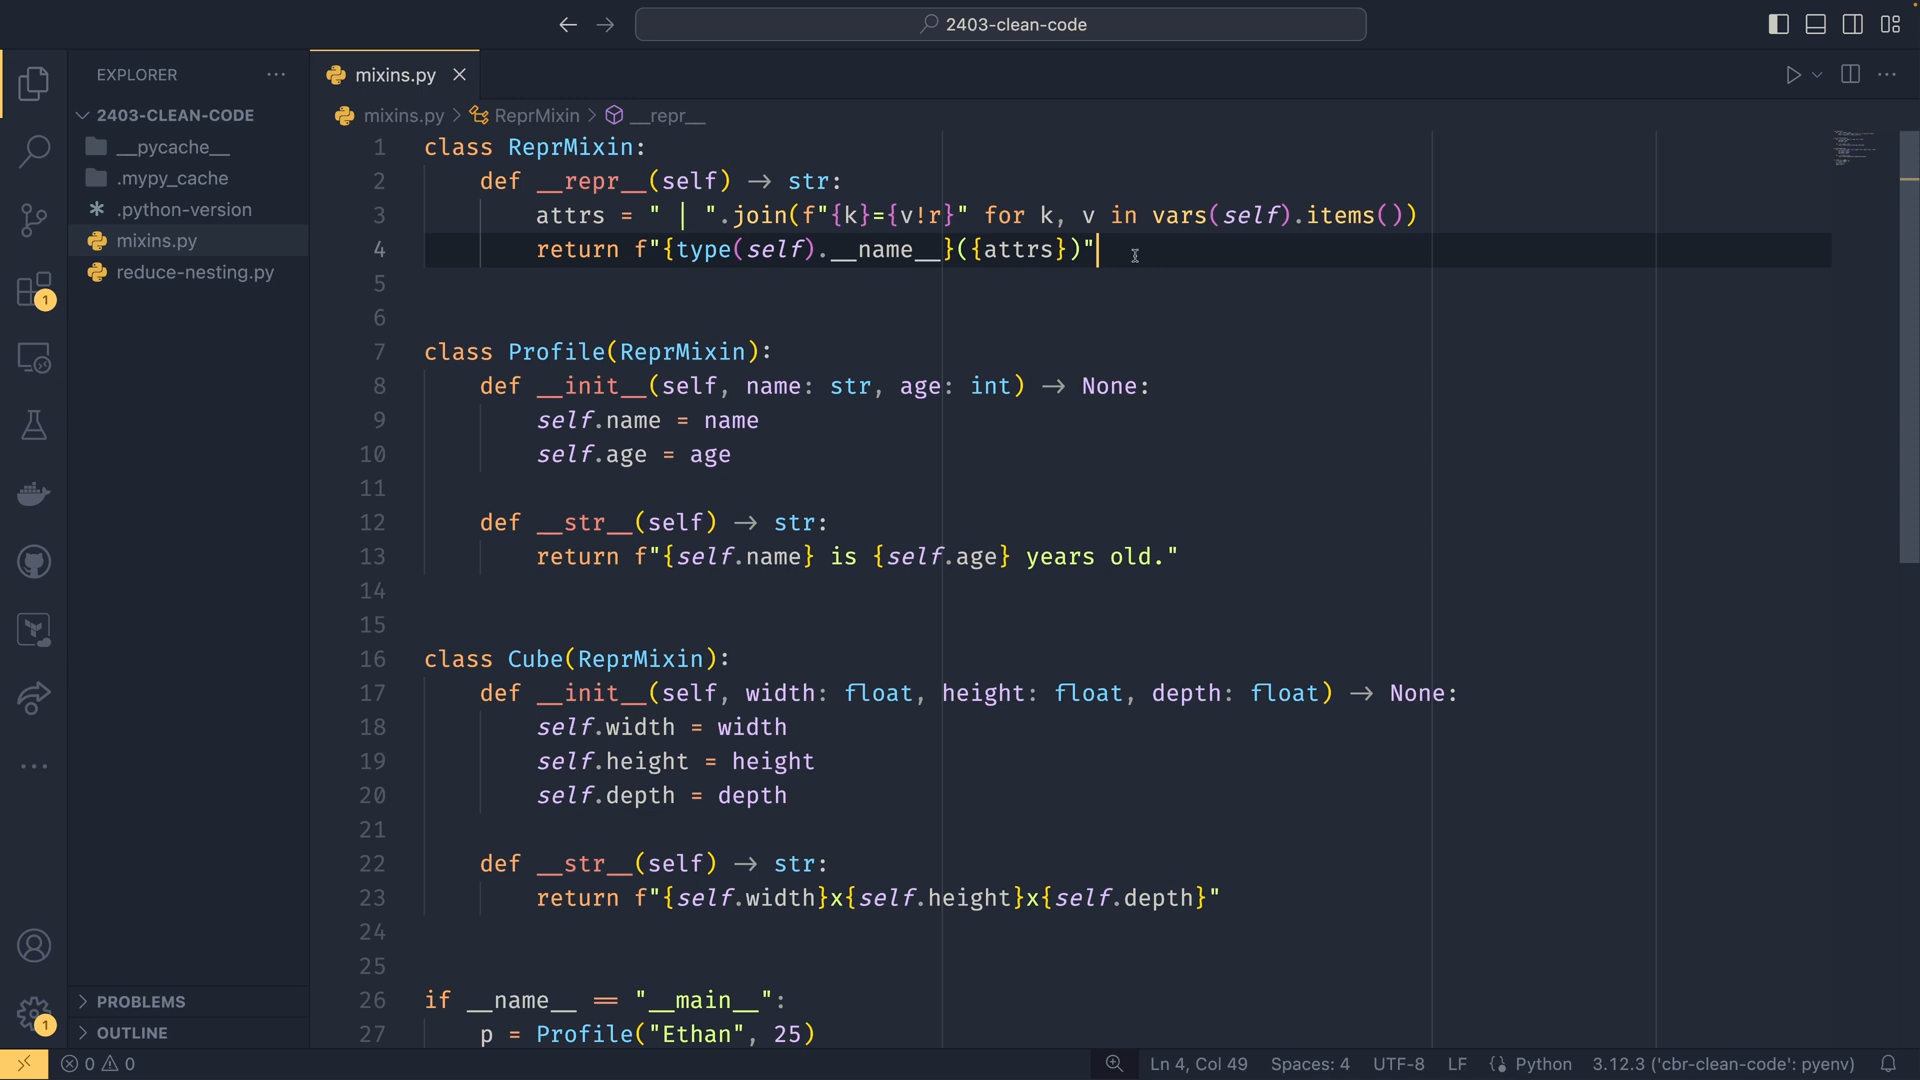 2403-clean-code
EXPLORER
2403-CLEAN-CODE
__pycache__
.mypy_cache
.python-version
mixins.py
reduce-nesting.py
PROBLEMS
OUTLINE
1
1
mixins.py
mixins.py > ReprMixin > __repr__
1 class ReprMixin:
2 def __repr__(self) -> str:
3 attrs = " | ".join(f"{k}={v!r}" for k, v in vars(self).items())
4 return f"{type(self).__name__}({attrs})"
5
6
7 class Profile(ReprMixin):
8 def __init__(self, name: str, age: int) -> None:
9 self.name = name
10 self.age = age
11
12 def __str__(self) -> str:
13 return f"{self.name} is {self.age} years old."
14
15
16 class Cube(ReprMixin):
17 def __init__(self, width: float, height: float, depth: float) -> None:
18 self.width = width
19 self.height = height
20 self.depth = depth
21
22 def __str__(self) -> str:
23 return f"{self.width}x{self.height}x{self.depth}"
24
25
26 if __name__ == "__main__":
27 p = Profile("Ethan", 25)
0 0 Ln 4, Col 49 Spaces: 4 UTF-8 LF Python 3.12.3 ('cbr-clean-code': pyenv)